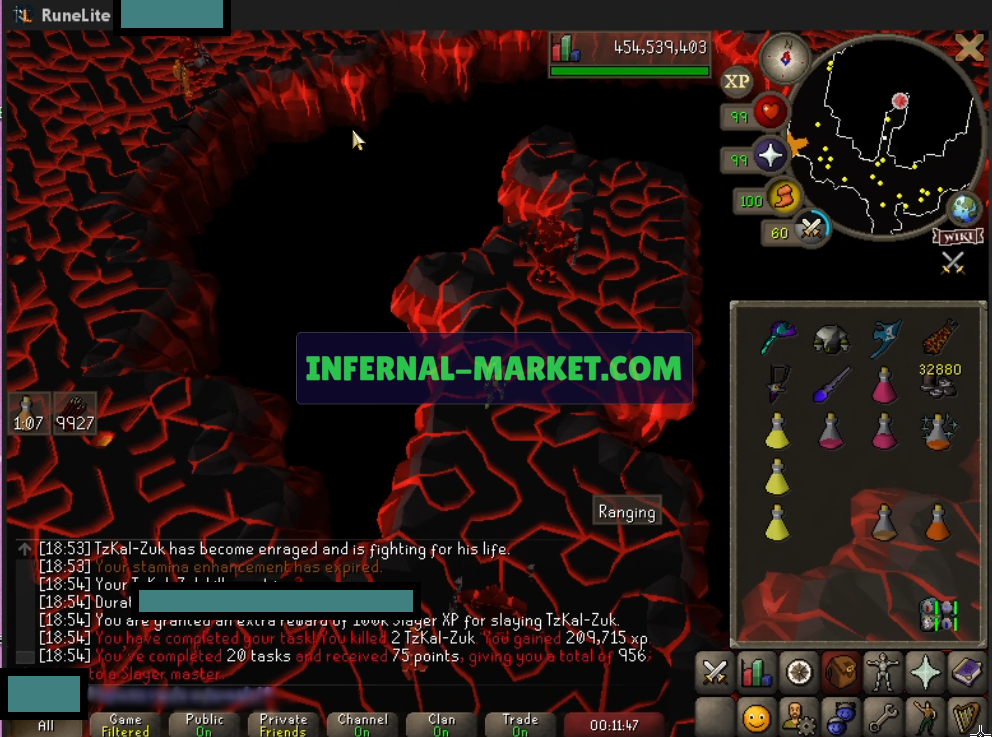 RuneLite
454,539,403
XP
99
99
100
60
WIKI
32880
INFERNAL-MARKET.COM
1:07 9927
Ranging
[18:53] TzKal-Zuk has become enraged and is fighting for his life.
[18:53] Your stamina enhancement has expired.
[18:54] Your TzKal-Zuk
[18:54]
[18:54] You are granted an extra reward of 100k Slayer XP for slaying TzKal-Zuk.
[18:54] You have completed your task! You killed 2 TzKal-Zuk. You gained 209,715 xp.
[18:54] You've completed 20 tasks and received 75 points, giving you a total of 956;
to a Slayer master.
All
Game Filtered
Public On
Private Friends
Channel On
Clan On
Trade On
00:11:47